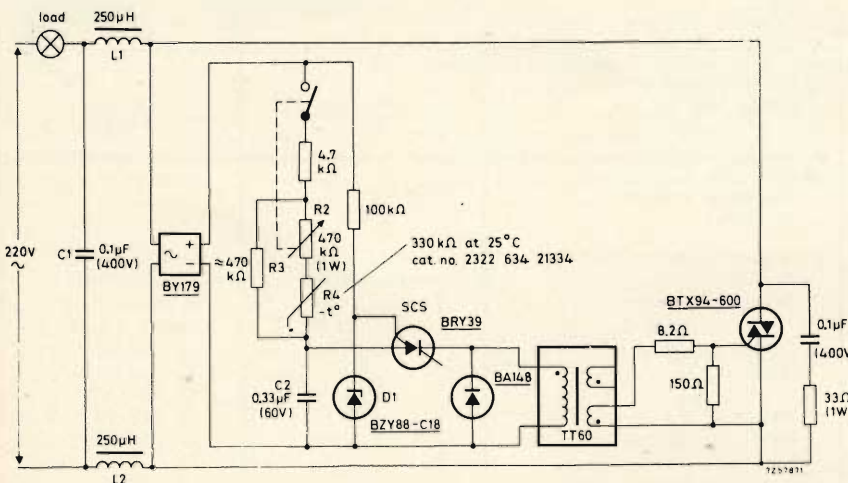 load
250μH
L1
4.7
kΩ
R2
100kΩ
470
kΩ
(1W)
330kΩ at 25°C
cat. no. 2322 634 21334
220V
~
C1
0.1μF
(400V)
~
+
−
BY179
≈470
kΩ
R3
R4
-t°
SCS
BRY39
BTX94-600
8.2Ω
0.1μF
(400V)
C2
0.33μF
(60V)
D1
BZY88-C18
BA148
TT60
150Ω
33Ω
(1W)
250μH
L2
7Z57871